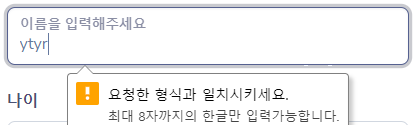 이름을 입력해주세요
ytyr
요청한 형식과 일치시키세요.
나이
최대 8자까지의 한글만 입력가능합니다.